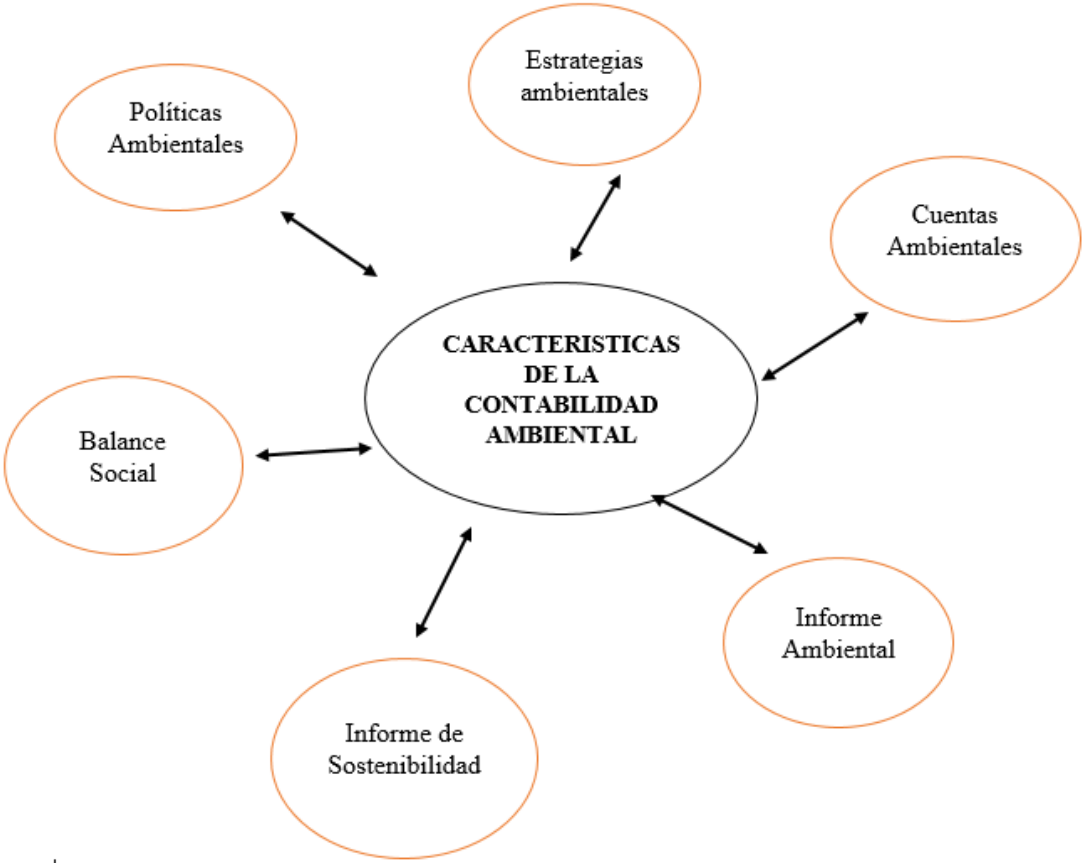 Estrategias
ambientales
Políticas
Ambientales
Cuentas
Ambientales
CARACTERISTICAS
DE LA
CONTABILIDAD
AMBIENTAL
Balance
Social
Informe
Ambiental
Informe de
Sostenibilidad